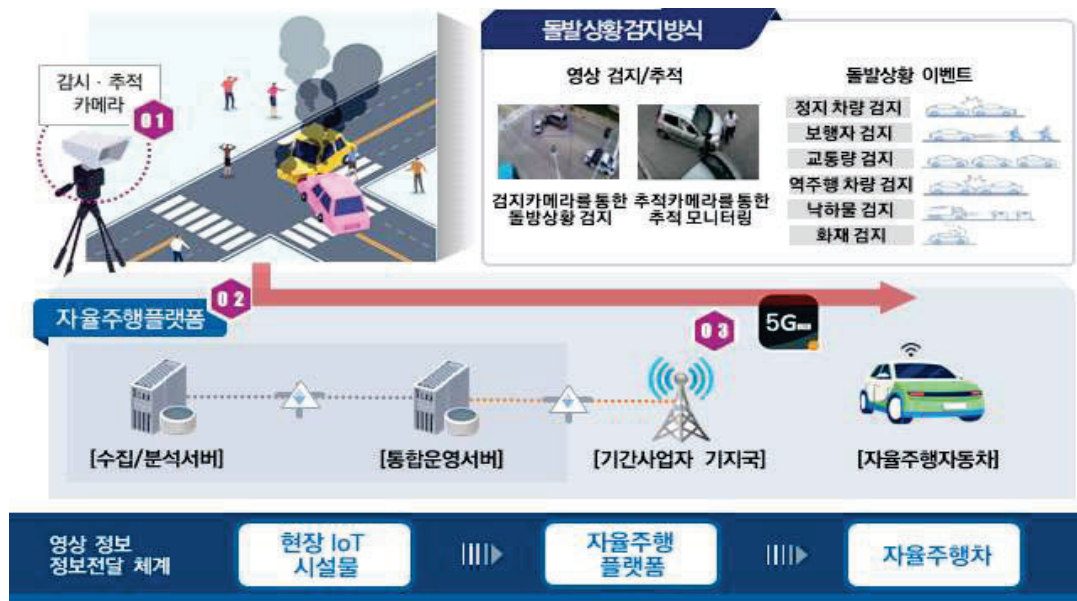 감시 · 추적
카메라
01
돌발상황검지방식
영상 검지/추적
검지카메라를 통한
돌발상황 검지
추적카메라를 통한
추적 모니터링
돌발상황 이벤트
정지 차량 검지
보행자 검지
교통량 검지
역주행 차량 검지
낙하물 검지
화재 검지
02
자율주행플랫폼
03
5G
[수집/분석서버]
[통합운영서버]
[기간사업자 기지국]
[자율주행자동차]
영상 정보
정보전달 체계
현장 IoT
시설물
자율주행
플랫폼
자율주행차